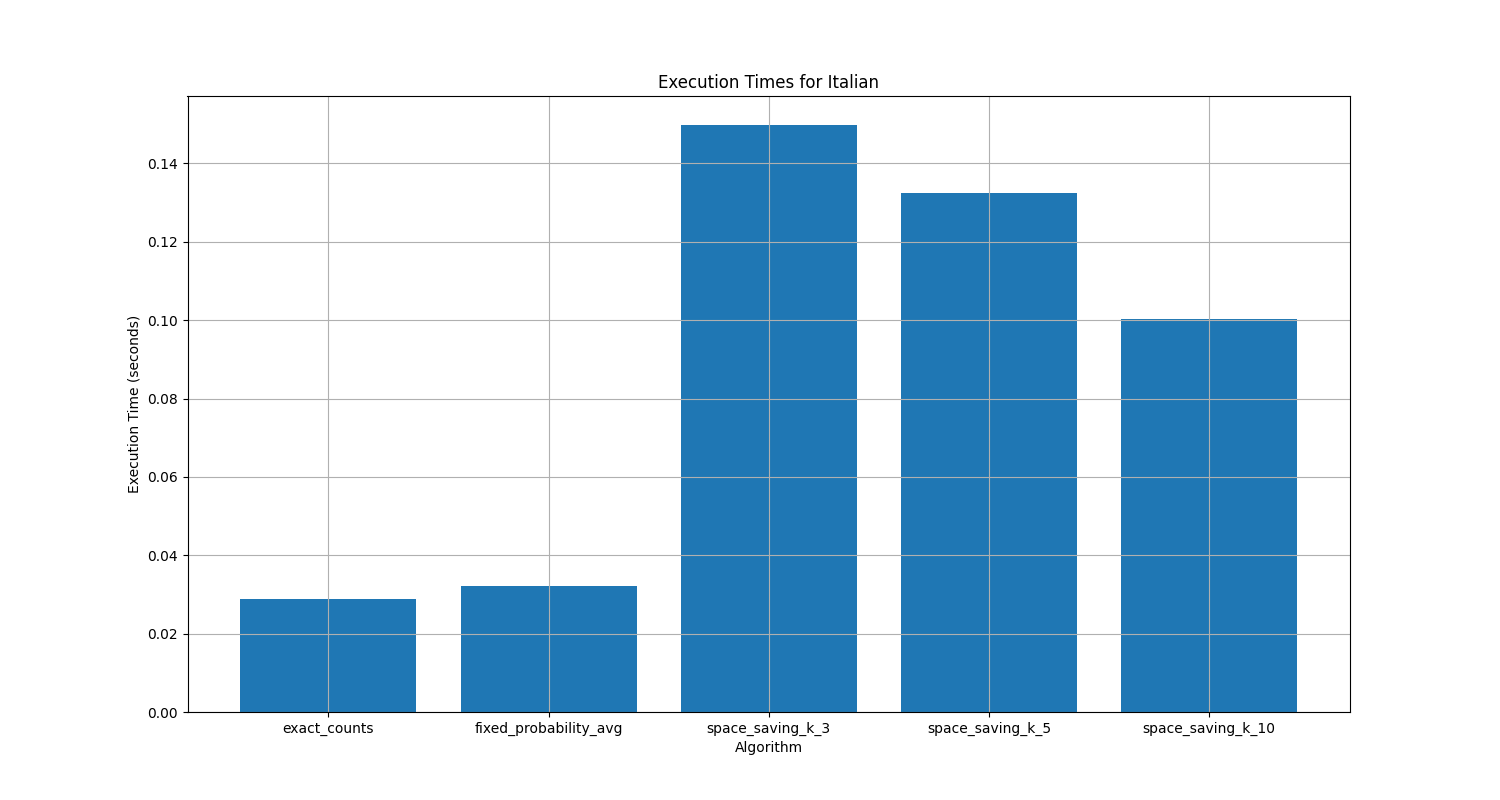 Execution Times for Italian
Execution Time (seconds)
0.14
0.12
0.10
0.08
0.06
0.04
0.02
0.00
exact_counts fixed_probability_avg space_saving_k_3 space_saving_k_5 space_saving_k_10
Algorithm